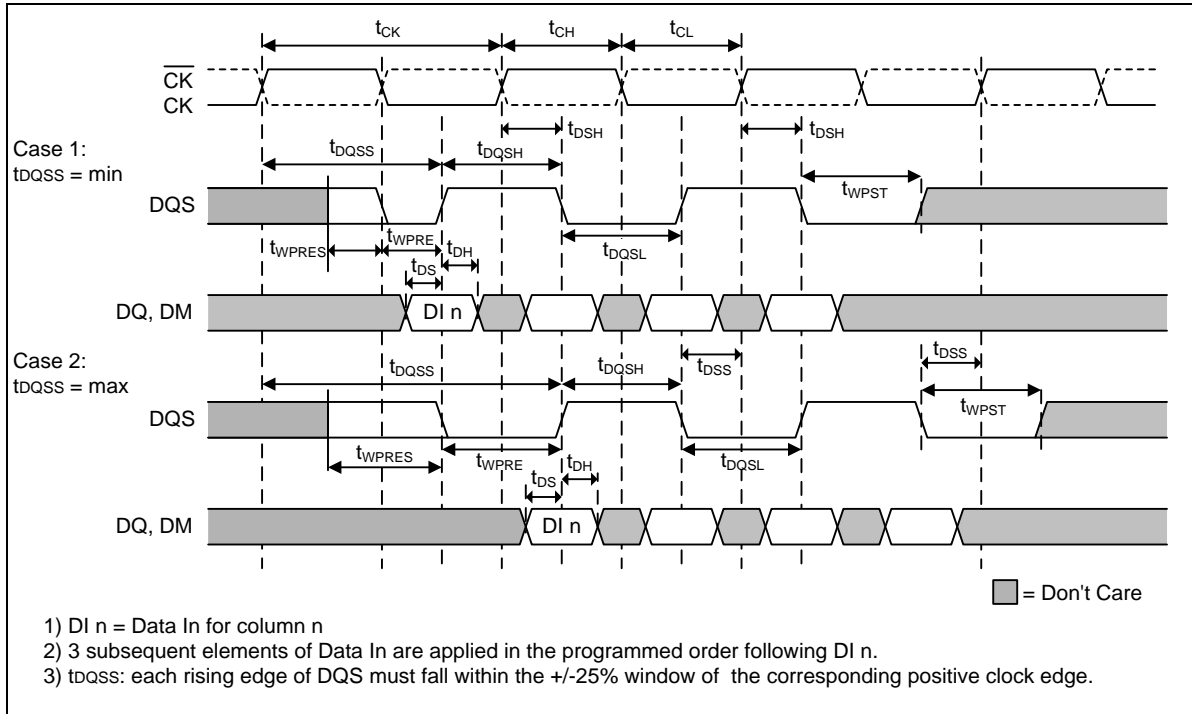 tCK tCH tCL
CK
CK
tDSH tDSH
Case 1:
tDQSS = min
tDQSS tDQSH
tWPST
DQS
tWPRES tWPRE tDH tDQSL
tDS
DQ, DM DI n
Case 2:
tDQSS = max
tDQSS tDQSH tDSS tDSS
tWPST
DQS
tWPRES tWPRE tDH tDQSL
tDS
DQ, DM DI n
= Don't Care
1) DI n = Data In for column n
2) 3 subsequent elements of Data In are applied in the programmed order following DI n.
3) tDQSS: each rising edge of DQS must fall within the +/-25% window of the corresponding positive clock edge.